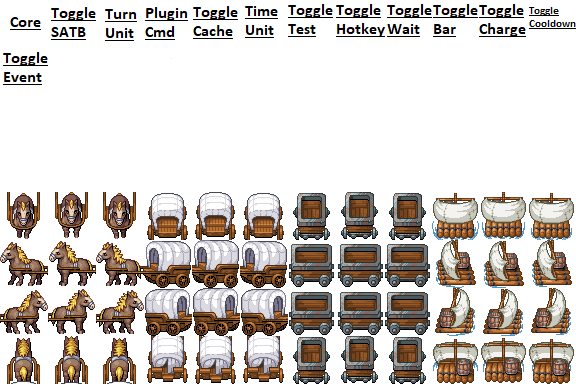 Core
Toggle
SATB
Turn
Unit
Plugin
Cmd
Toggle
Cache
Time
Unit
Toggle
Test
Toggle
Hotkey
Toggle
Wait
Toggle
Bar
Toggle
Charge
Toggle
Cooldown
Toggle
Event